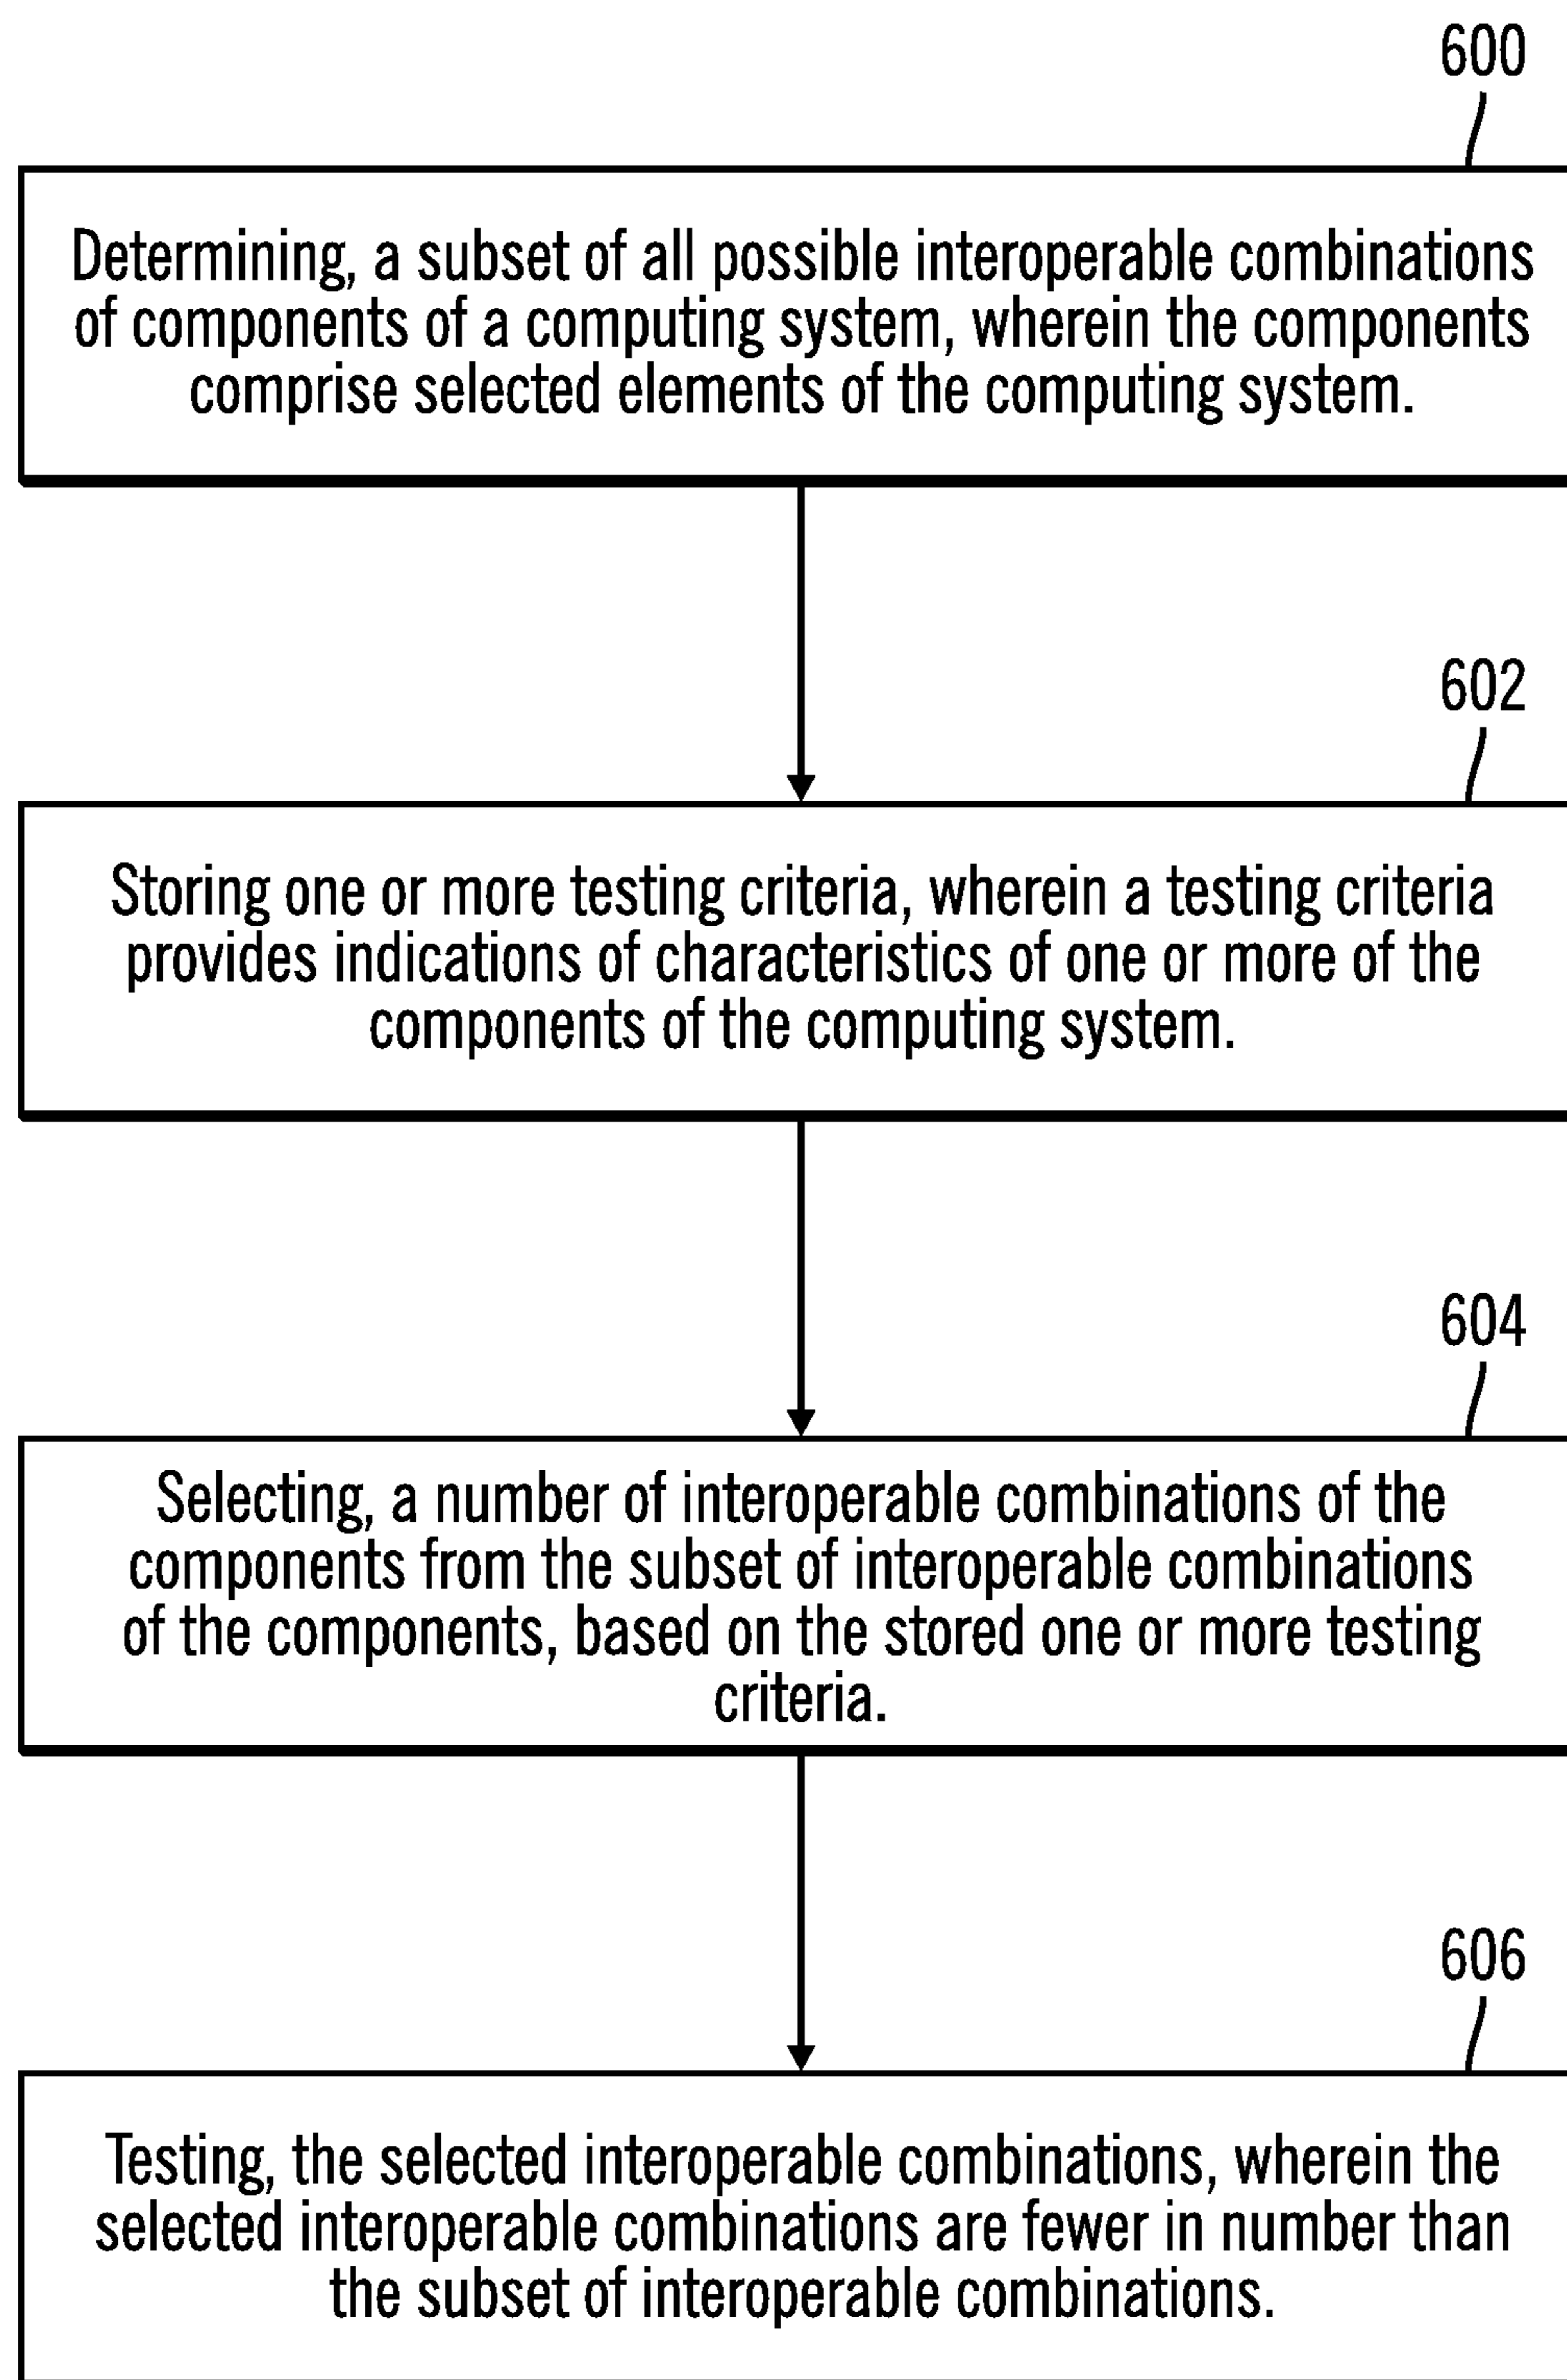 600
Determining, a subset of all possible interoperable combinations
of components of a computing system, wherein the components
comprise selected elements of the computing system.
602
Storing one or more testing criteria, wherein a testing criteria
provides indications of characteristics of one or more of the
components of the computing system.
604
Selecting, a number of interoperable combinations of the
components from the subset of interoperable combinations
of the components, based on the stored one or more testing
criteria.
606
Testing, the selected interoperable combinations, wherein the
selected interoperable combinations are fewer in number than
the subset of interoperable combinations.